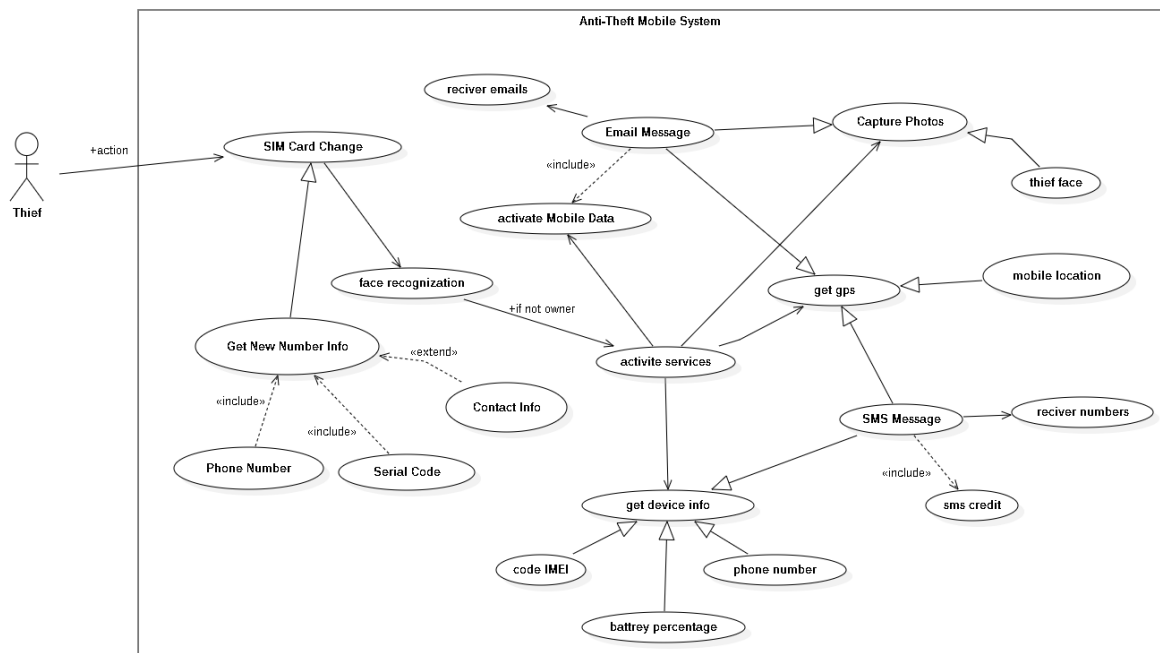 Anti-Theft Mobile System
reciver emails
Email Message
Capture Photos
SIM Card Change
+action
«include»
thief face
Thief
activate Mobile Data
face recognization
mobile location
get gps
+if not owner
Get New Number Info
«extend»
activite services
«include»
Contact Info
SMS Message
reciver numbers
«include»
Phone Number
Serial Code
«include»
get device info
sms credit
code IMEI
phone number
battrey percentage